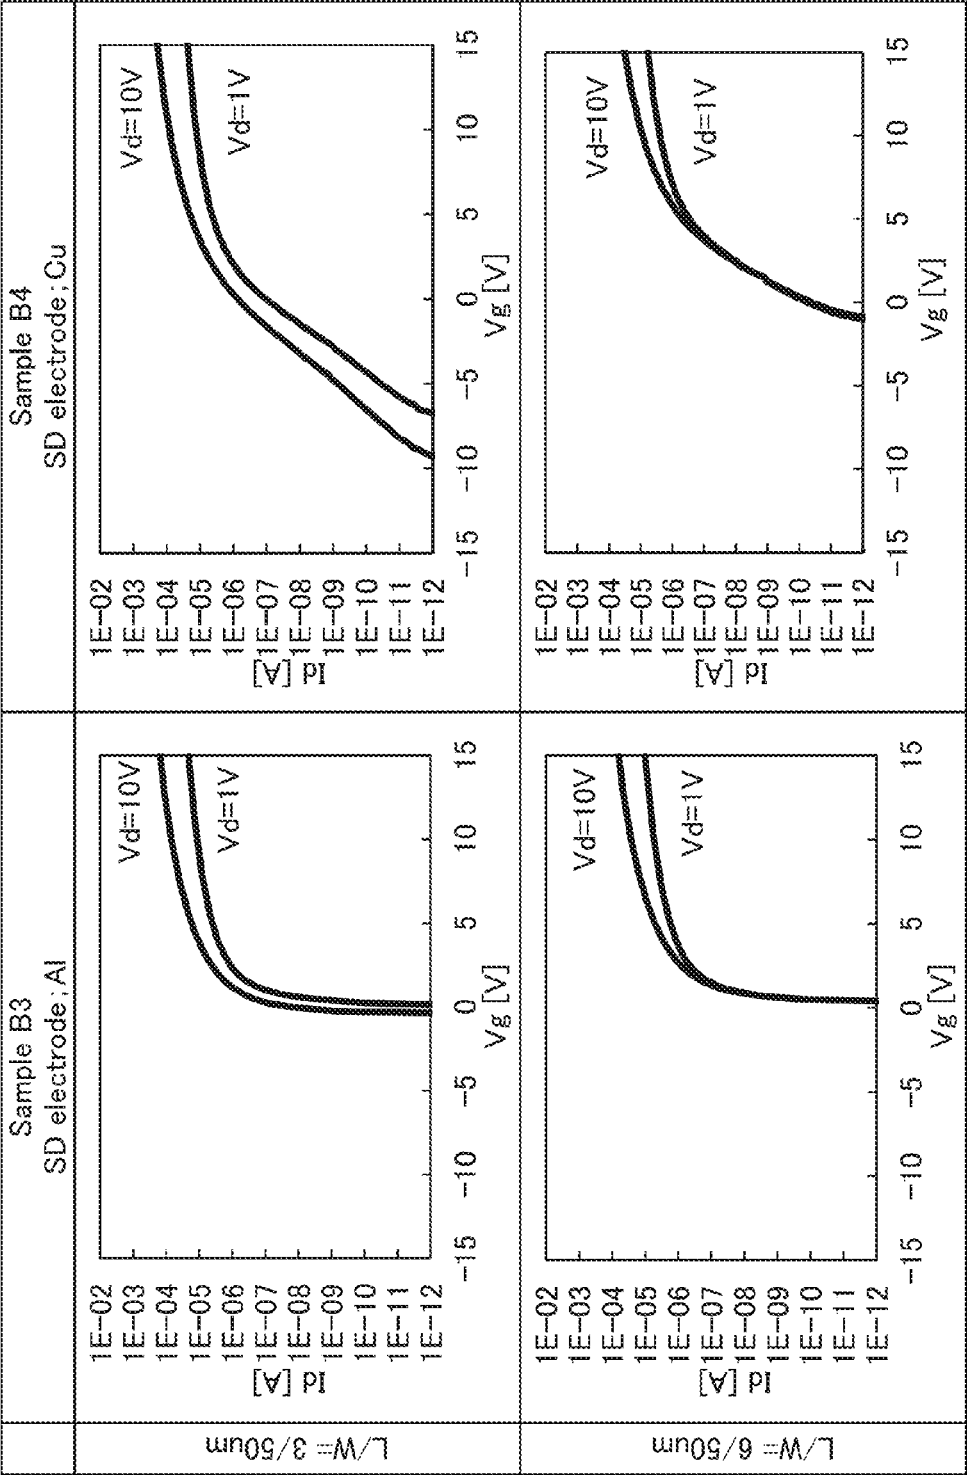 Sample B3
SD electrode; Al
Sample B4
SD electrode; Cu
L/W= 3/50um
Id [A]
1E-02
1E-03
1E-04
1E-05
1E-06
1E-07
1E-08
1E-09
1E-10
1E-11
1E-12
Vd=10V
Vd=1V
-15 -10 -5 0 5 10 15
Vg [V]
Id [A]
1E-02
1E-03
1E-04
1E-05
1E-06
1E-07
1E-08
1E-09
1E-10
1E-11
1E-12
Vd=10V
Vd=1V
-15 -10 -5 0 5 10 15
Vg [V]
L/W= 6/50um
Id [A]
1E-02
1E-03
1E-04
1E-05
1E-06
1E-07
1E-08
1E-09
1E-10
1E-11
1E-12
Vd=10V
Vd=1V
-15 -10 -5 0 5 10 15
Vg [V]
Id [A]
1E-02
1E-03
1E-04
1E-05
1E-06
1E-07
1E-08
1E-09
1E-10
1E-11
1E-12
Vd=10V
Vd=1V
-15 -10 -5 0 5 10 15
Vg [V]